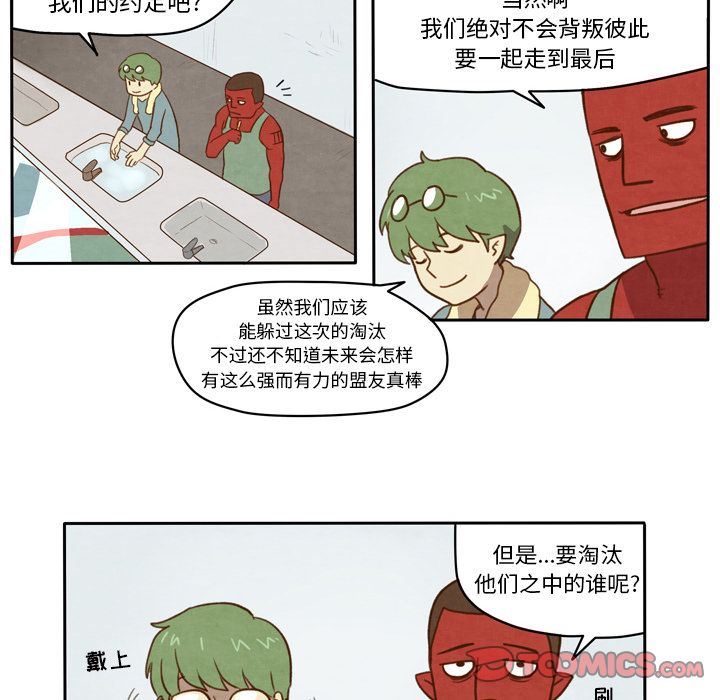 我们的约定吧?
当然啊
我们绝对不会背叛彼此
要一起走到最后
虽然我们应该
能躲过这次的淘汰
不过还不知道未来会怎样
有这么强而有力的盟友真棒
但是...要淘汰
他们之中的谁呢?
戴上
刷
TOOMICS.COM